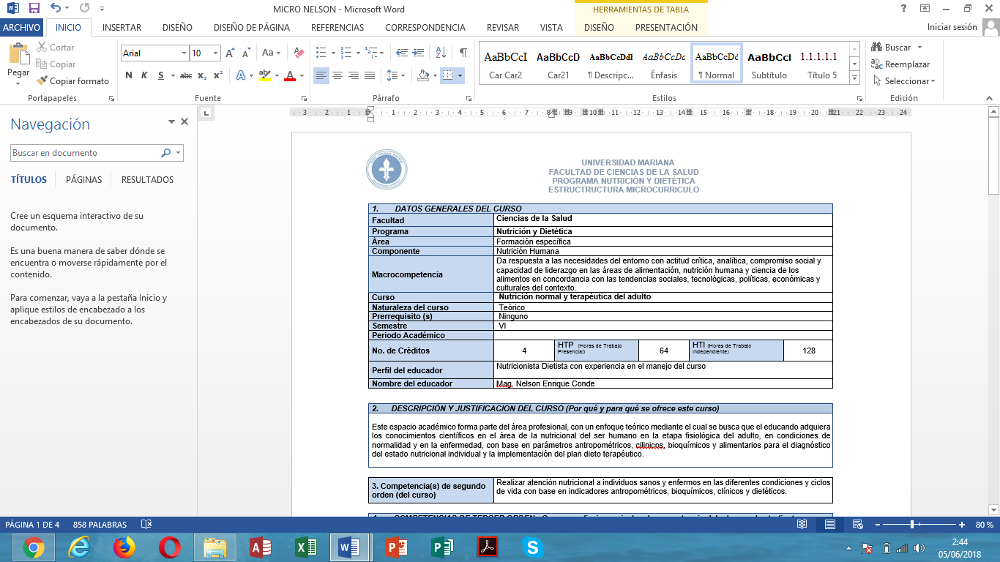 MICRO NELSON - Microsoft Word
HERRAMIENTAS DE TABLA
ARCHIVO INICIO INSERTAR DISEÑO DISEÑO DE PÁGINA REFERENCIAS CORRESPONDENCIA REVISAR VISTA DISEÑO PRESENTACIÓN Iniciar sesión
Pegar
Cortar
Copiar
Copiar formato
Portapapeles
Arial 10
N K S abc x₂ x²
Fuente
Párrafo
AaBbCcI AaBbCcD AaBbCcDdI AaBbCcDc AaBbCcDd AaBbCcI 1.1.1.1.1
Car Car2 Car21 ¶ Descripc... Énfasis ¶ Normal Subtítulo Título 5
Estilos
Buscar
Reemplazar
Seleccionar
Edición
3 2 1 1 2 3 4 5 6 7 8 9 10 11 12 13 14 15 16 17 18 19 20 21 22 23 24
Navegación
Buscar en documento
TÍTULOS PÁGINAS RESULTADOS
Cree un esquema interactivo de su
documento.
Es una buena manera de saber dónde se
encuentra o moverse rápidamente por el
contenido.
Para comenzar, vaya a la pestaña Inicio y
aplique estilos de encabezado a los
encabezados de su documento.
UNIVERSIDAD MARIANA
FACULTAD DE CIENCIAS DE LA SALUD
PROGRAMA NUTRICIÓN Y DIETÉTICA
ESTRUCTRUCTURA MICROCURRICULO
1. DATOS GENERALES DEL CURSO
Facultad Ciencias de la Salud
Programa Nutrición y Dietética
Área Formación específica
Componente Nutrición Humana
Macrocompetencia
Da respuesta a las necesidades del entorno con actitud crítica, analítica, compromiso social y
capacidad de liderazgo en las áreas de alimentación, nutrición humana y ciencia de los
alimentos en concordancia con las tendencias sociales, tecnológicas, políticas, económicas y
culturales del contexto.
Curso Nutrición normal y terapéutica del adulto
Naturaleza del curso Teórico
Prerrequisito (s) Ninguno
Semestre VI
Periodo Académico
No. de Créditos 4 HTP (Horas de Trabajo Presencial) 64 HTI (Horas de Trabajo Independiente) 128
Perfil del educador Nutricionista Dietista con experiencia en el manejo del curso
Nombre del educador Mag. Nelson Enrique Conde
2. DESCRIPCIÓN Y JUSTIFICACION DEL CURSO (Por qué y para qué se ofrece este curso)
Este espacio académico forma parte del área profesional, con un enfoque teórico mediante el cual se busca que el educando adquiera
los conocimientos científicos en el área de la nutricional del ser humano en la etapa fisiológica del adulto, en condiciones de
normalidad y en la enfermedad, con base en parámetros antropométricos, cilinicos, bioquímicos y alimentarios para el diagnóstico
del estado nutricional individual y la implementación del plan dieto terapéutico.
3. Competencia(s) de segundo
orden (del curso)
Realizar atención nutricional a individuos sanos y enfermos en las diferentes condiciones y ciclos
de vida con base en indicadores antropométricos, bioquímicos, clínicos y dietéticos.
PÁGINA 1 DE 4 858 PALABRAS 80 %
2:44
05/06/2018